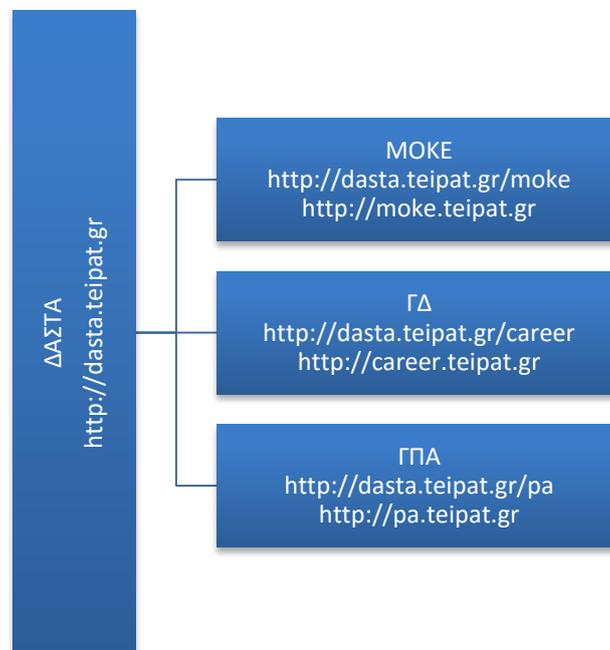 ΔΑΣΤΑ
http://dasta.teipat.gr
ΜΟΚΕ
http://dasta.teipat.gr/moke
http://moke.teipat.gr
ΓΔ
http://dasta.teipat.gr/career
http://career.teipat.gr
ΓΠΑ
http://dasta.teipat.gr/pa
http://pa.teipat.gr